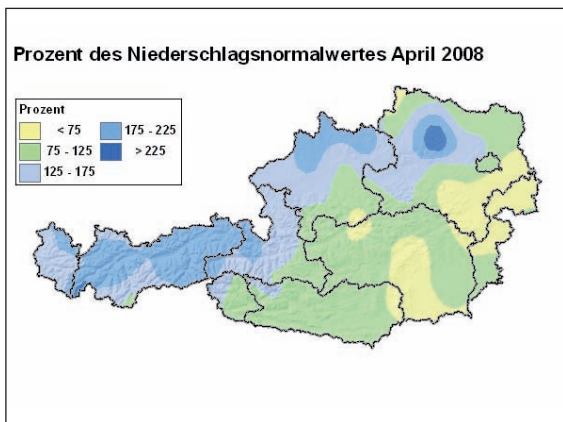 Prozent des Niederschlagsnormalwertes April 2008
Prozent
< 75
175 - 225
75 - 125
> 225
125 - 175